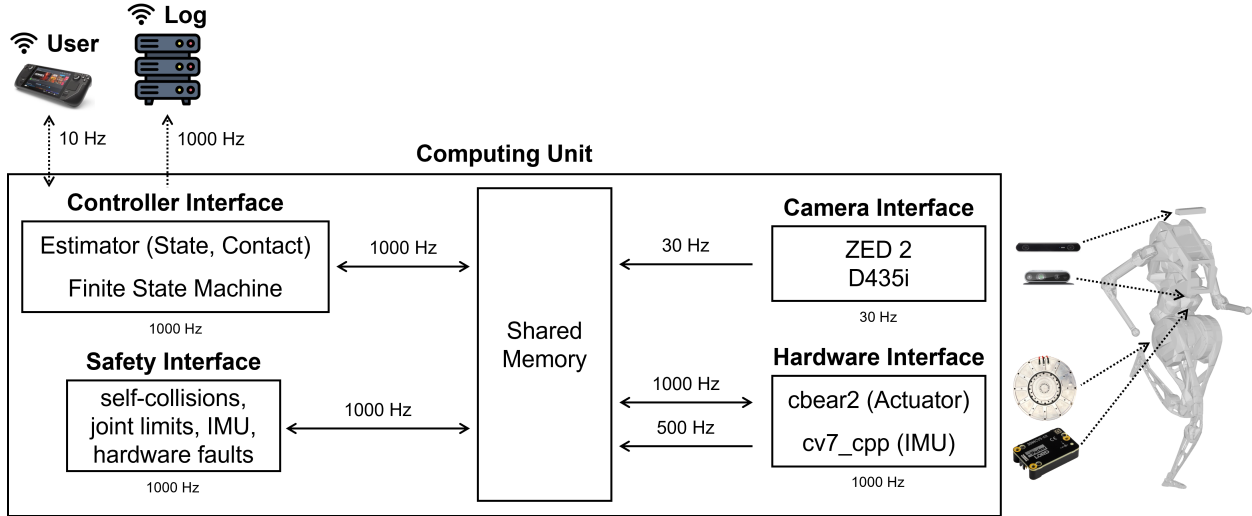 Log
User
10 Hz
1000 Hz
Computing Unit
Controller Interface
Estimator (State, Contact)
Finite State Machine
1000 Hz
1000 Hz
Safety Interface
self-collisions,
joint limits, IMU,
hardware faults
1000 Hz
1000 Hz
Shared
Memory
Camera Interface
30 Hz
ZED 2
D435i
30 Hz
Hardware Interface
1000 Hz
cbear2 (Actuator)
500 Hz
cv7_cpp (IMU)
1000 Hz